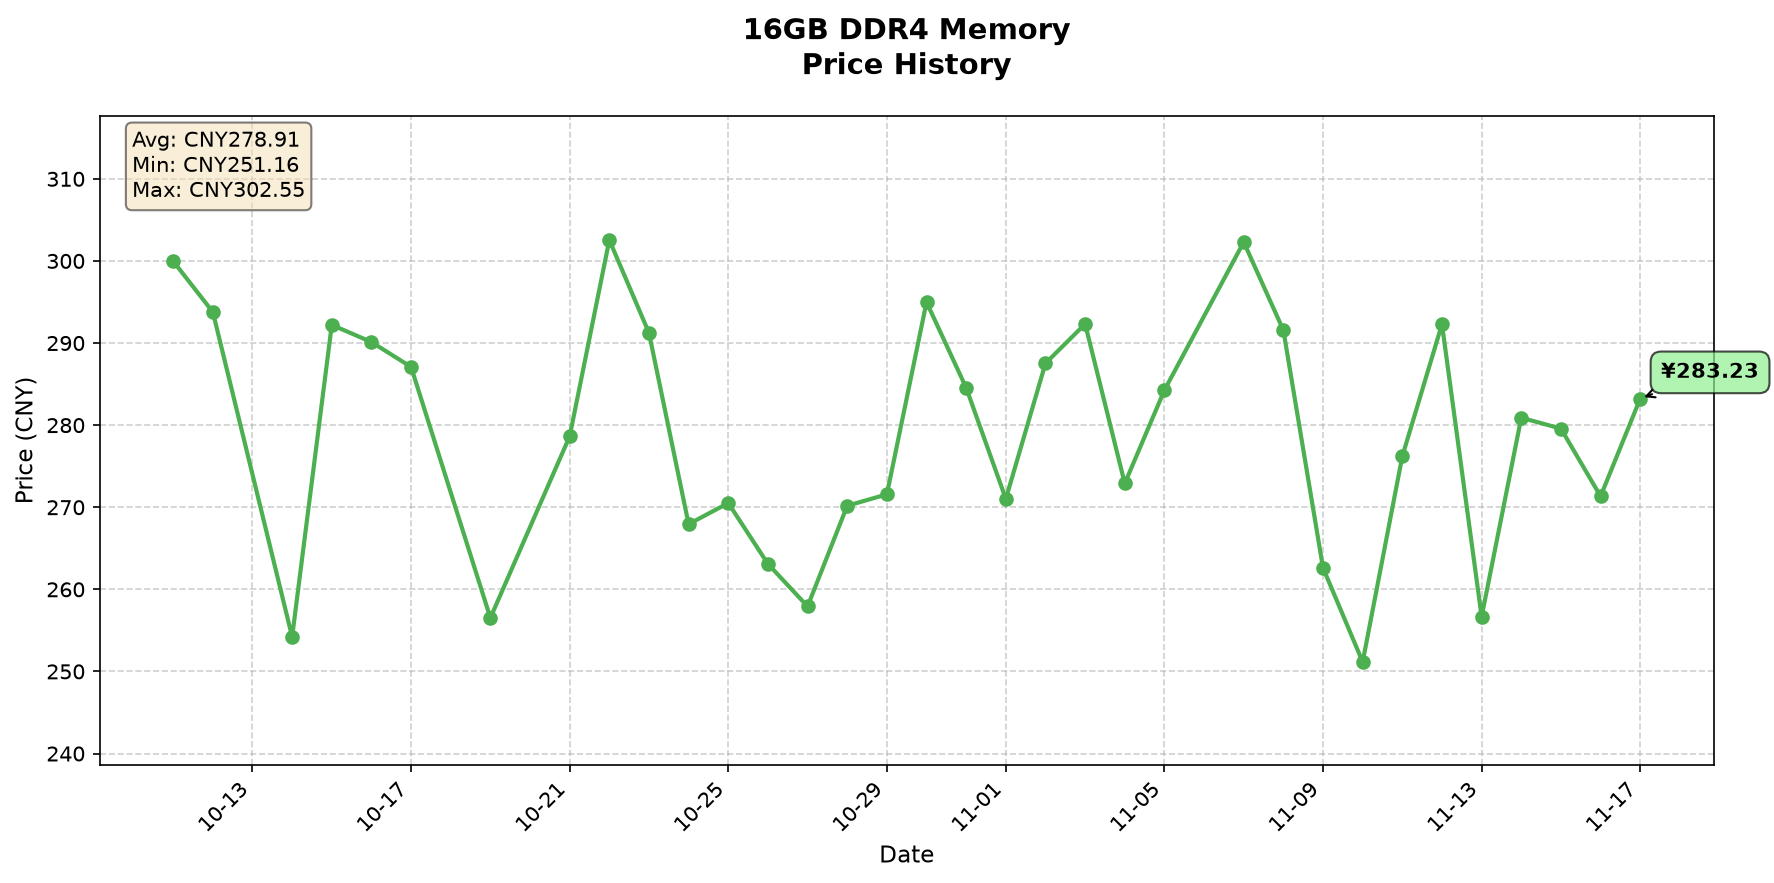 16GB DDR4 Memory
Price History
Avg: CNY278.91
Min: CNY251.16
Max: CNY302.55
310
300
290
280
270
260
250
240
Price (CNY)
¥283.23
10-13
10-17
10-21
10-25
10-29
11-01
11-05
11-09
11-13
11-17
Date